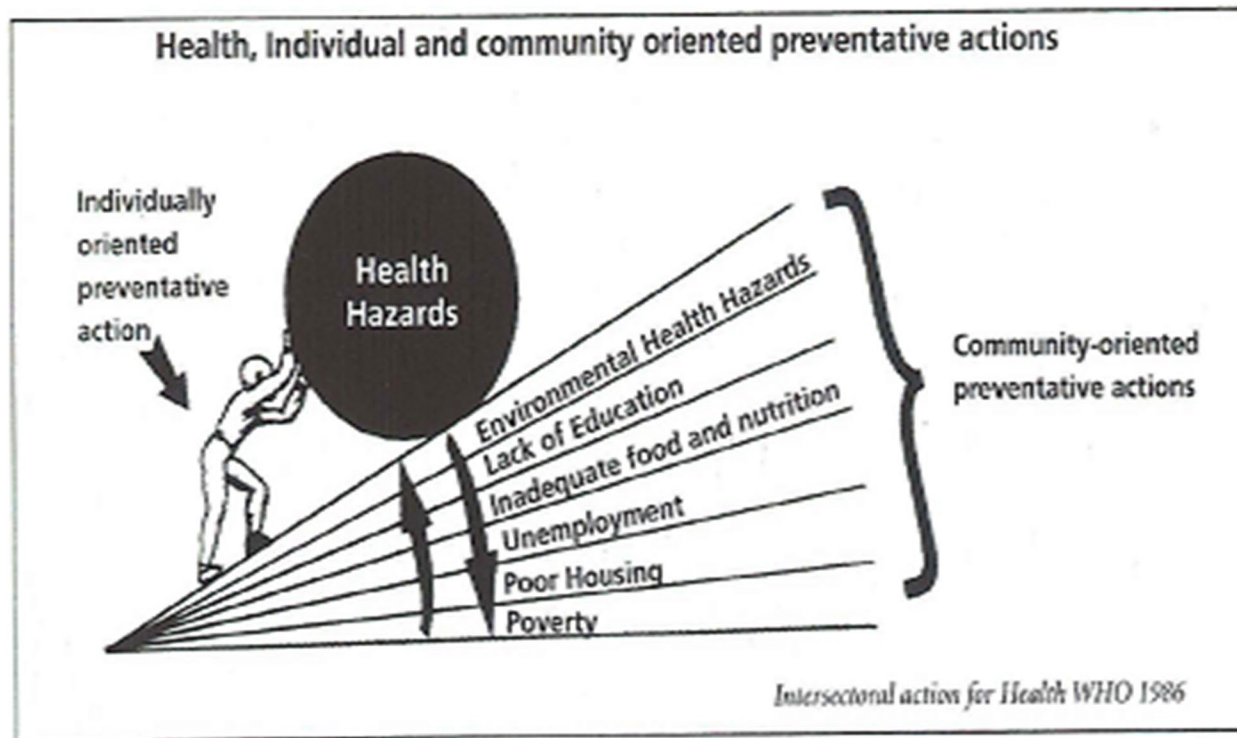 Health, Individual and community oriented preventative actions
Individually
oriented
preventative
action
Health
Hazards
Environmental Health Hazards
Lack of Education
Inadequate food and nutrition
Unemployment
Poor Housing
Poverty
Community-oriented
preventative actions
Intersectoral action for Health WHO 1986